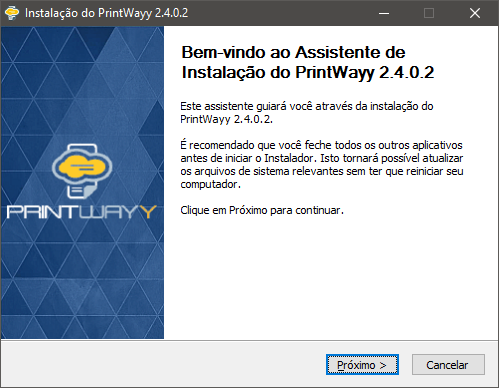 Instalação do PrintWayy 2.4.0.2
Bem-vindo ao Assistente de
Instalação do PrintWayy 2.4.0.2
Este assistente guiará você através da instalação do
PrintWayy 2.4.0.2.
É recomendado que você feche todos os outros aplicativos
antes de iniciar o Instalador. Isto tornará possível atualizar
os arquivos de sistema relevantes sem ter que reiniciar seu
computador.
Clique em Próximo para continuar.
PRINTWAYY
Próximo >
Cancelar